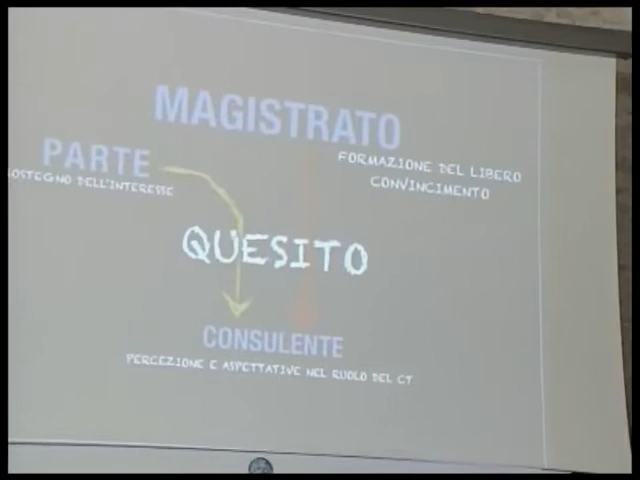 MAGISTRATO
FORMAZIONE DEL LIBERO
CONVINCIMENTO
PARTE
SOSTEGNO DELL'INTERESSE
QUESITO
CONSULENTE
PERCEZIONE E ASPETTATIVE NEL RUOLO DEL CT